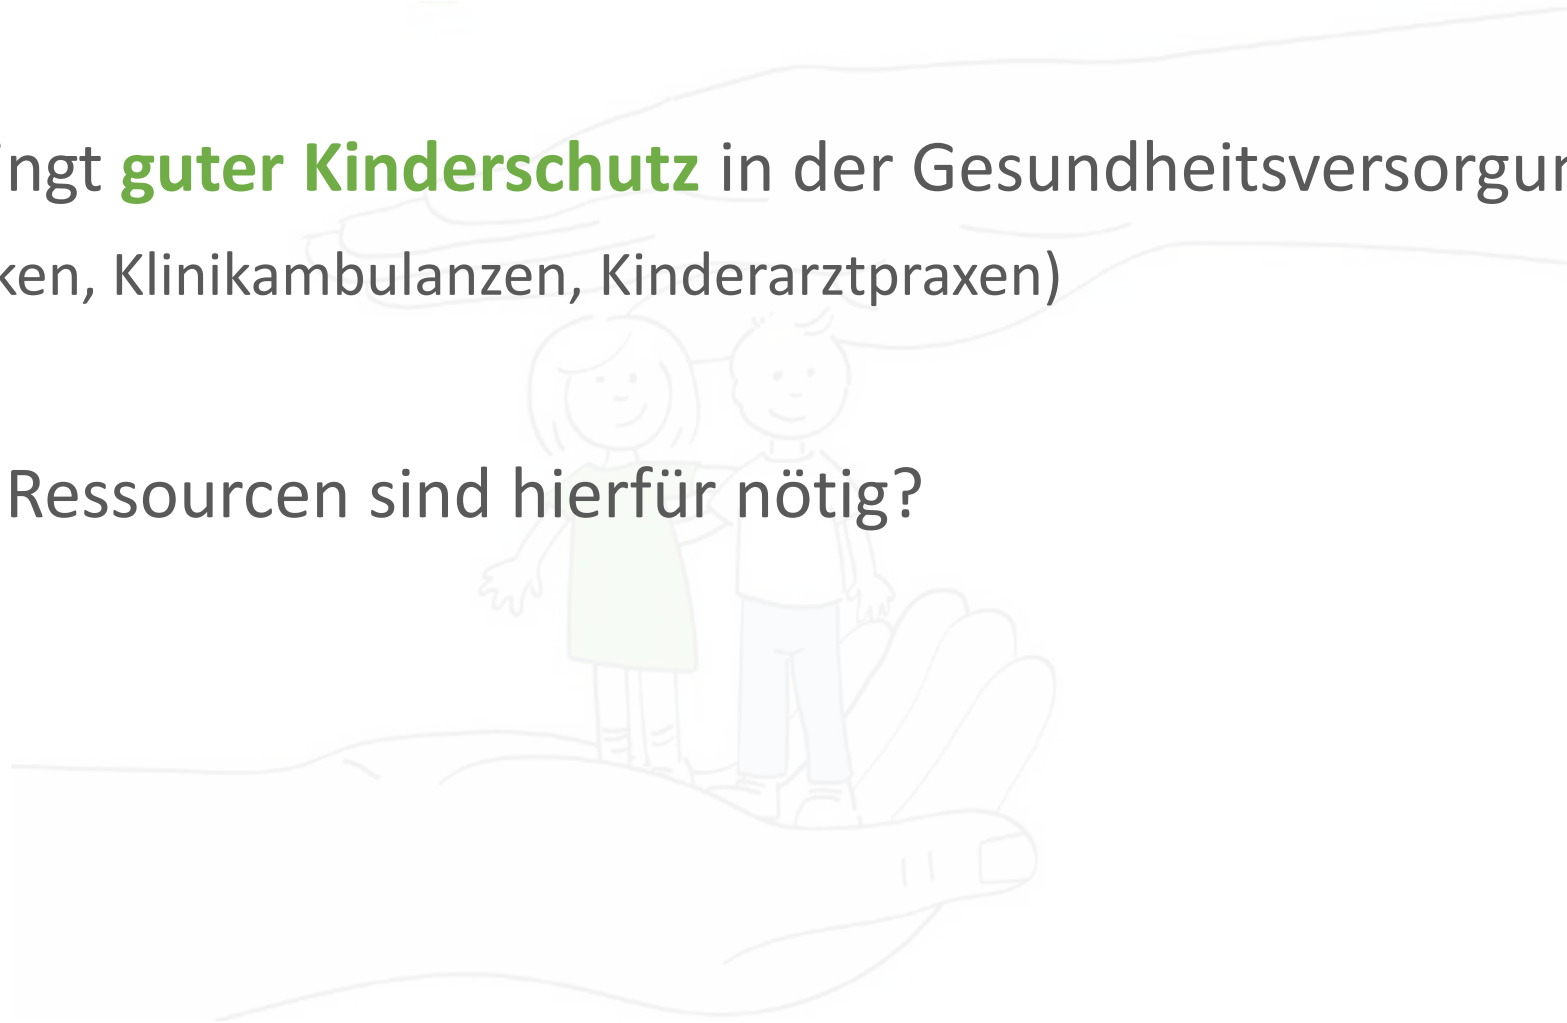 ingt guter Kinderschutz in der Gesundheitsversorgun
ken, Klinikambulanzen, Kinderarztpraxen)
Ressourcen sind hierfür nötig?